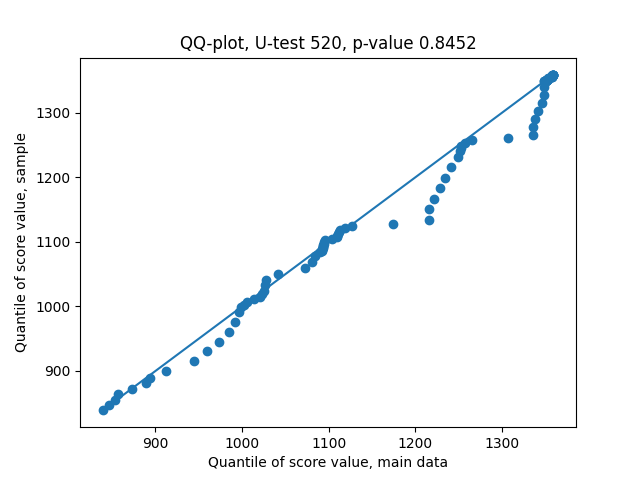 QQ-plot, U-test 520, p-value 0.8452
Quantile of score value, sample
1300
1200
1100
1000
900
900 1000 1100 1200 1300
Quantile of score value, main data